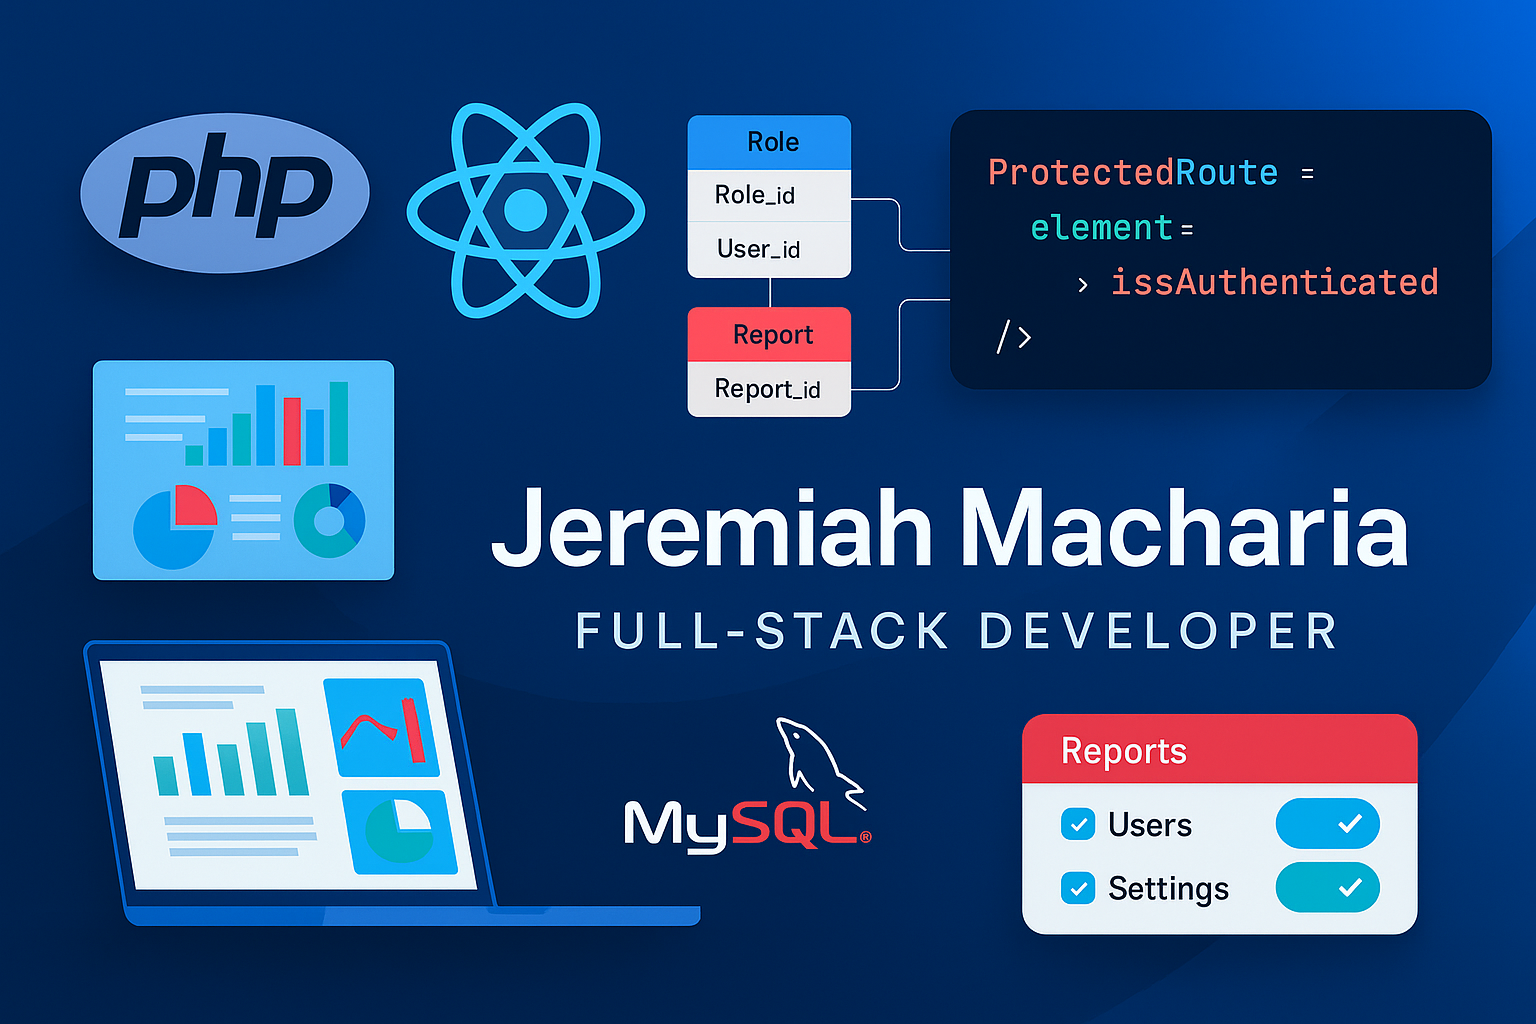 php
Role
Role_id
User_id
Report
Report_id
ProtectedRoute =
element=
› issAuthenticated
/>
Jeremiah Macharia
FULL-STACK DEVELOPER
MySQL®
Reports
Users
Settings